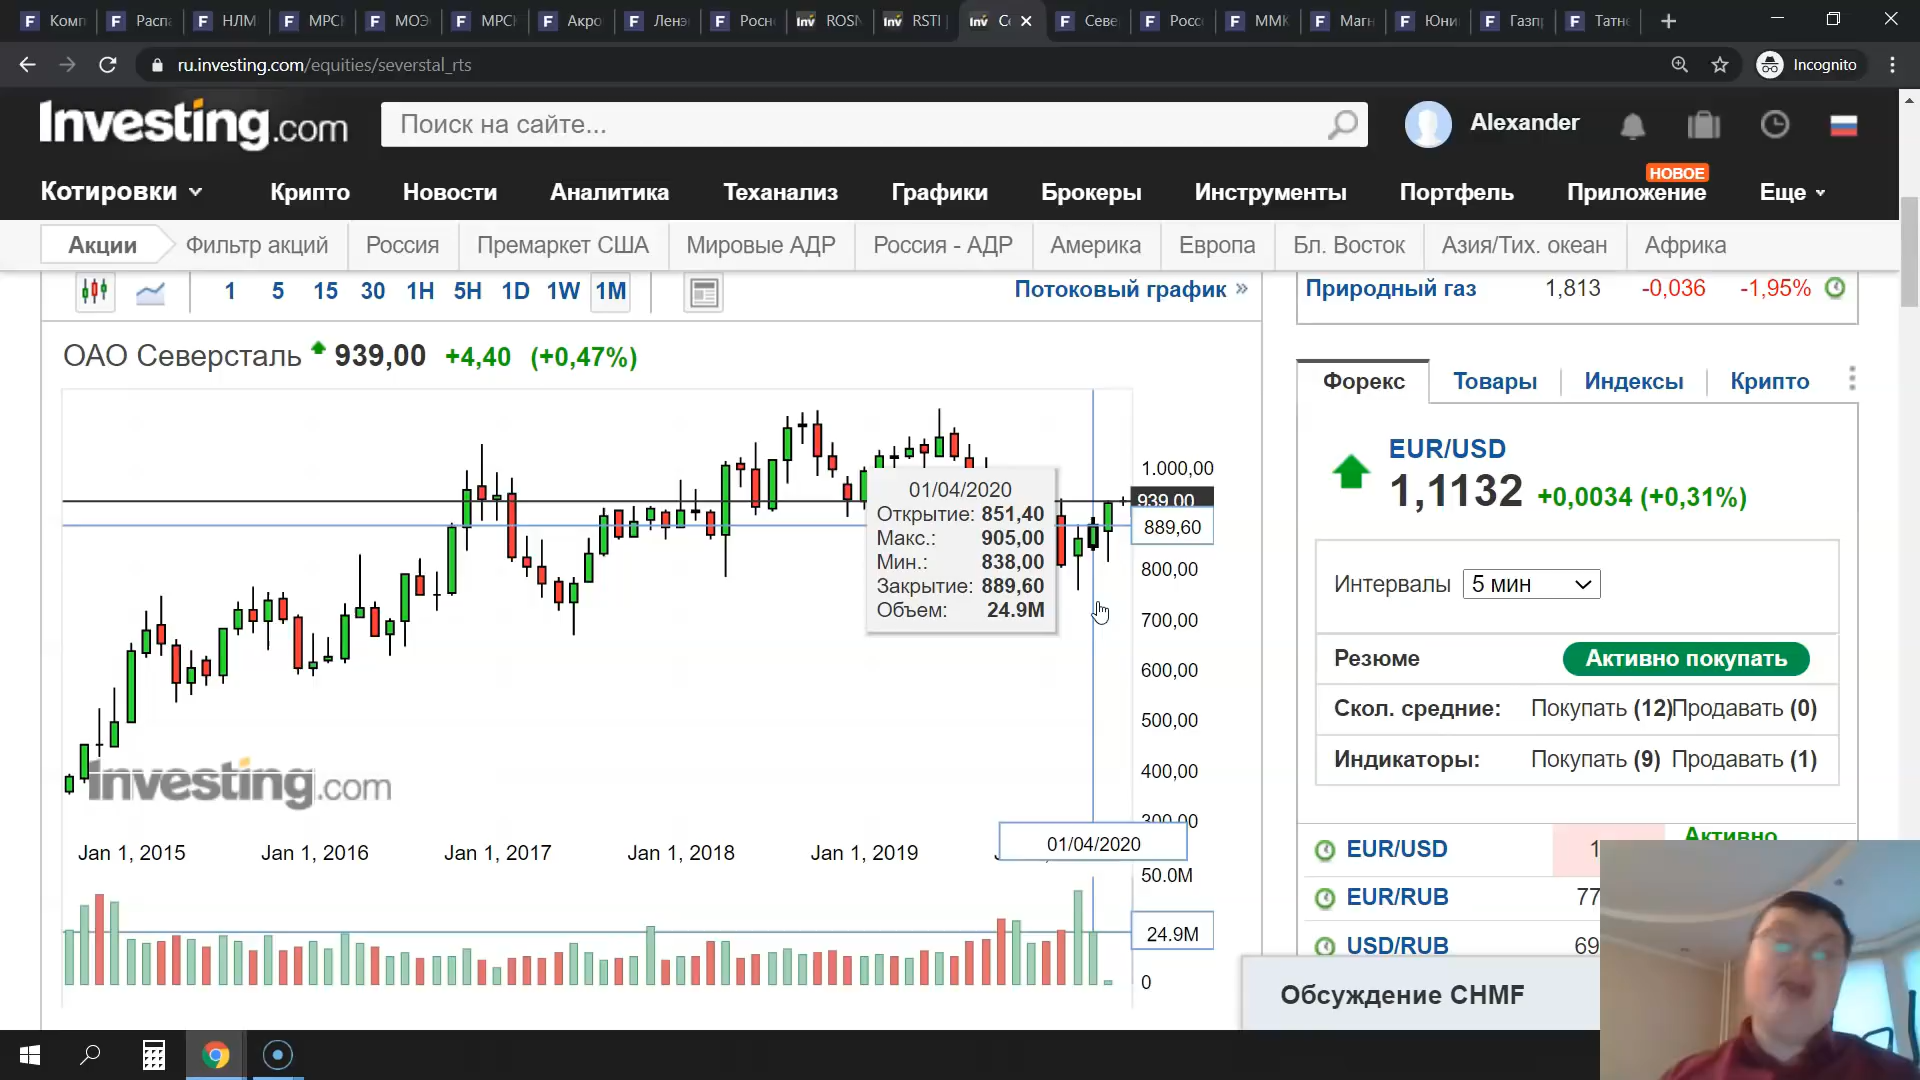 Комп
Распа
НЛМ
МРСК
МОЭ
МРСК
Акро
Ленэ
Росн
ROSN
RSTI
Се
Севе
Росс
ММК
Магн
Юни
Газп
Татне
ru.investing.com/equities/severstal_rts
Incognito
Investing.com
Поиск на сайте...
Alexander
НОВОЕ
Котировки
Крипто
Новости
Аналитика
Теханализ
Графики
Брокеры
Инструменты
Портфель
Приложение
Еще
Акции
Фильтр акций
Россия
Премаркет США
Мировые АДР
Россия - АДР
Америка
Европа
Бл. Восток
Азия/Тих. океан
Африка
1 5 15 30 1H 5H 1D 1W 1M
Потоковый график »
Природный газ 1,813 -0,036 -1,95%
ОАО Северсталь 939,00 +4,40 (+0,47%)
Форекс Товары Индексы Крипто
EUR/USD
1,1132 +0,0034 (+0,31%)
01/04/2020
Открытие: 851,40
Макс.: 905,00
Мин.: 838,00
Закрытие: 889,60
Объем: 24.9M
1.000,00
939,00
889,60
800,00
700,00
600,00
500,00
400,00
300,00
Интервалы 5 мин
Резюме Активно покупать
Скол. средние: Покупать (12) Продавать (0)
Индикаторы: Покупать (9) Продавать (1)
Investing.com
Jan 1, 2015 Jan 1, 2016 Jan 1, 2017 Jan 1, 2018 Jan 1, 2019
01/04/2020
50.0M
24.9M
0
Активно
EUR/USD 1
EUR/RUB 77
USD/RUB 69
Обсуждение CHMF